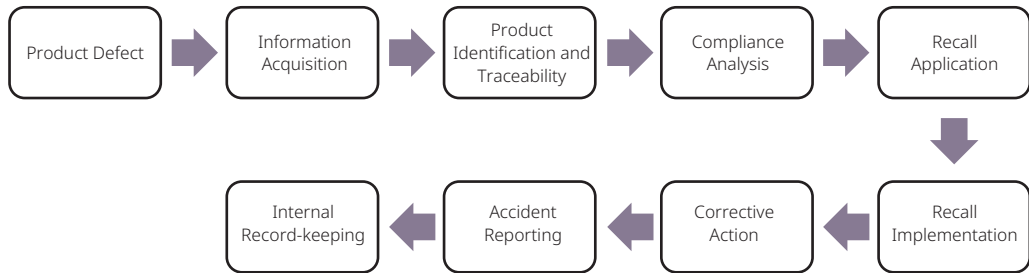 Product Defect
Information
Acquisition
Product
Identification and
Traceability
Compliance
Analysis
Recall
Application
Recall
Implementation
Corrective
Action
Accident
Reporting
Internal
Record-keeping